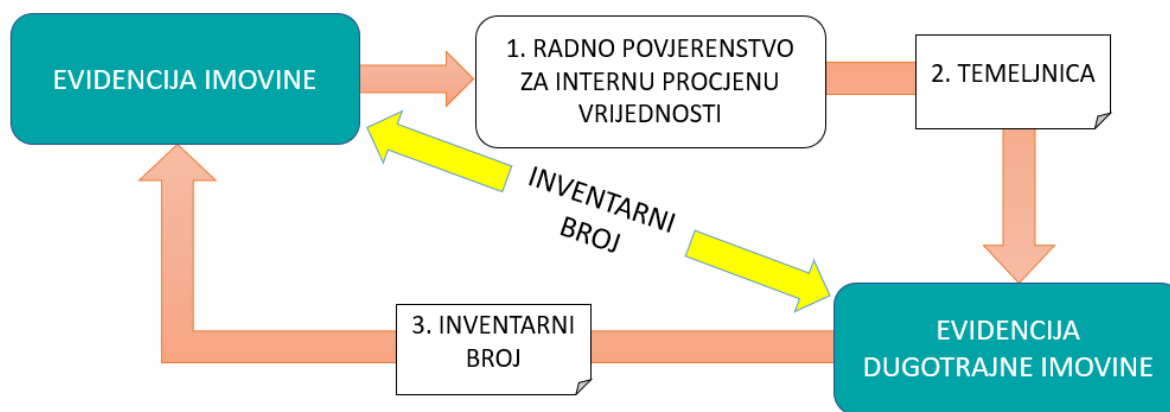 EVIDENCIJA IMOVINE
1. RADNO POVJERENSTVO
ZA INTERNU PROCJENU
VRIJEDNOSTI
2. TEMELJNICA
INVENTARNI
BROJ
3. INVENTARNI
BROJ
EVIDENCIJA
DUGOTRAJNE IMOVINE